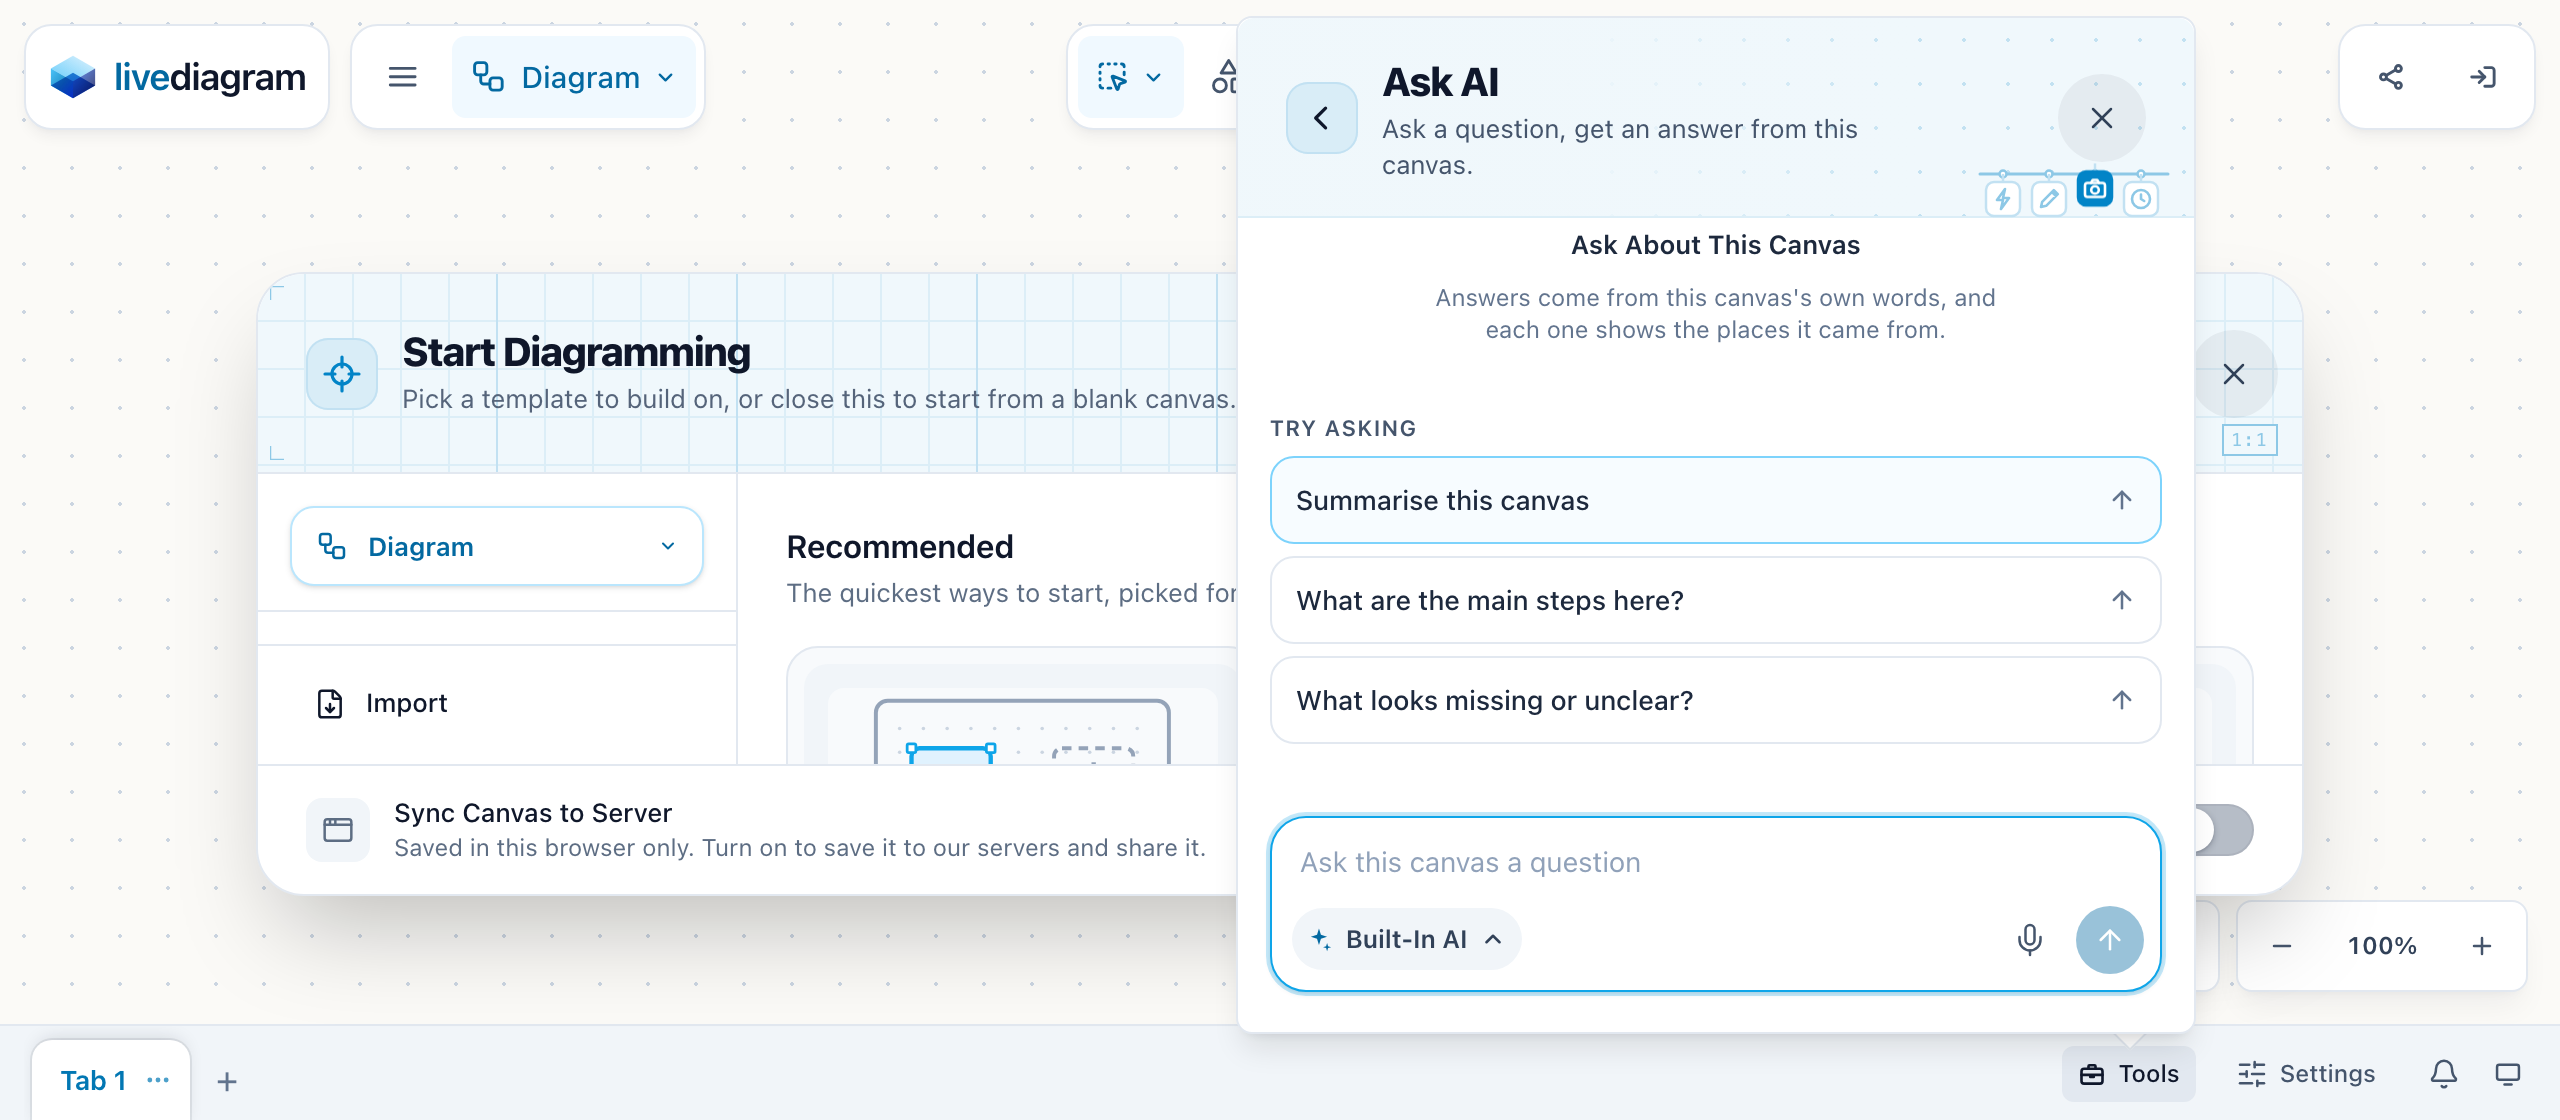 livediagram
Diagram
Ask AI
Ask a question, get an answer from this
canvas.
Ask About This Canvas
Answers come from this canvas's own words, and
each one shows the places it came from.
TRY ASKING
Summarise this canvas
What are the main steps here?
What looks missing or unclear?
Ask this canvas a question
Built-In AI
Start Diagramming
Pick a template to build on, or close this to start from a blank canvas.
1:1
Diagram
Import
Recommended
The quickest ways to start, picked for
Sync Canvas to Server
Saved in this browser only. Turn on to save it to our servers and share it.
100%
Tab 1
Tools
Settings